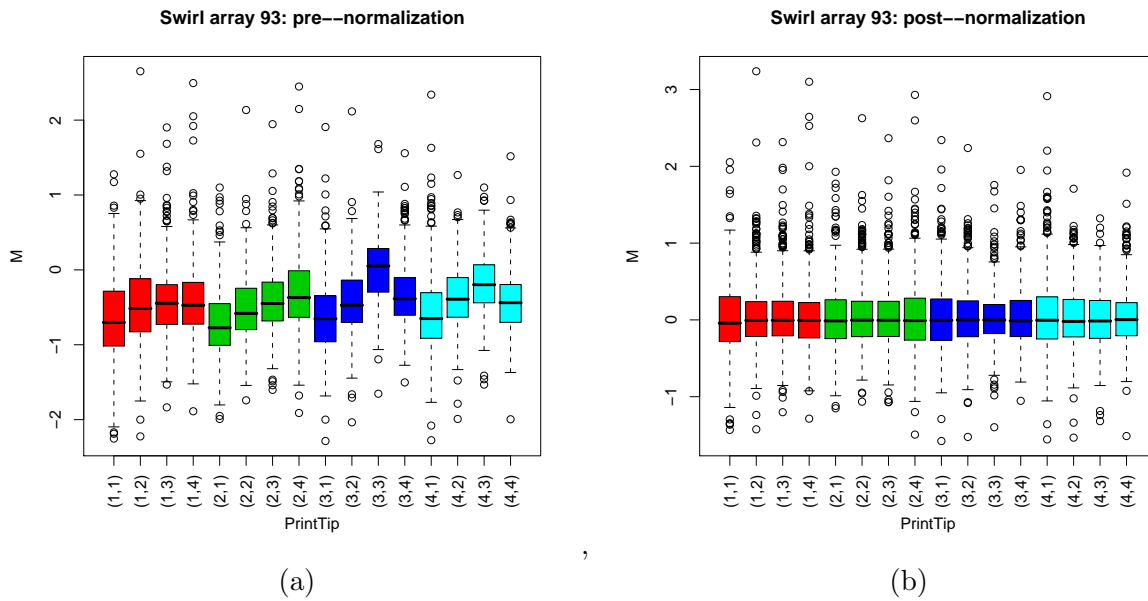 Swirl array 93: pre−−normalization
M
2
1
0
−1
−2
(1,1) (1,2) (1,3) (1,4) (2,1) (2,2) (2,3) (2,4) (3,1) (3,2) (3,3) (3,4) (4,1) (4,2) (4,3) (4,4)
PrintTip
(a)
,
Swirl array 93: post−−normalization
M
3
2
1
0
−1
(1,1) (1,2) (1,3) (1,4) (2,1) (2,2) (2,3) (2,4) (3,1) (3,2) (3,3) (3,4) (4,1) (4,2) (4,3) (4,4)
PrintTip
(b)